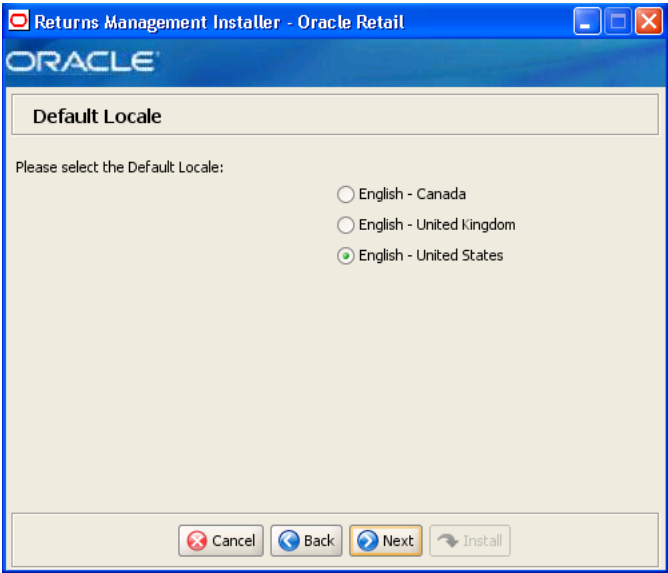 Returns Management Installer - Oracle Retail
ORACLE
Default Locale
Please select the Default Locale:
English - Canada
English - United Kingdom
English - United States
Cancel Back Next Install